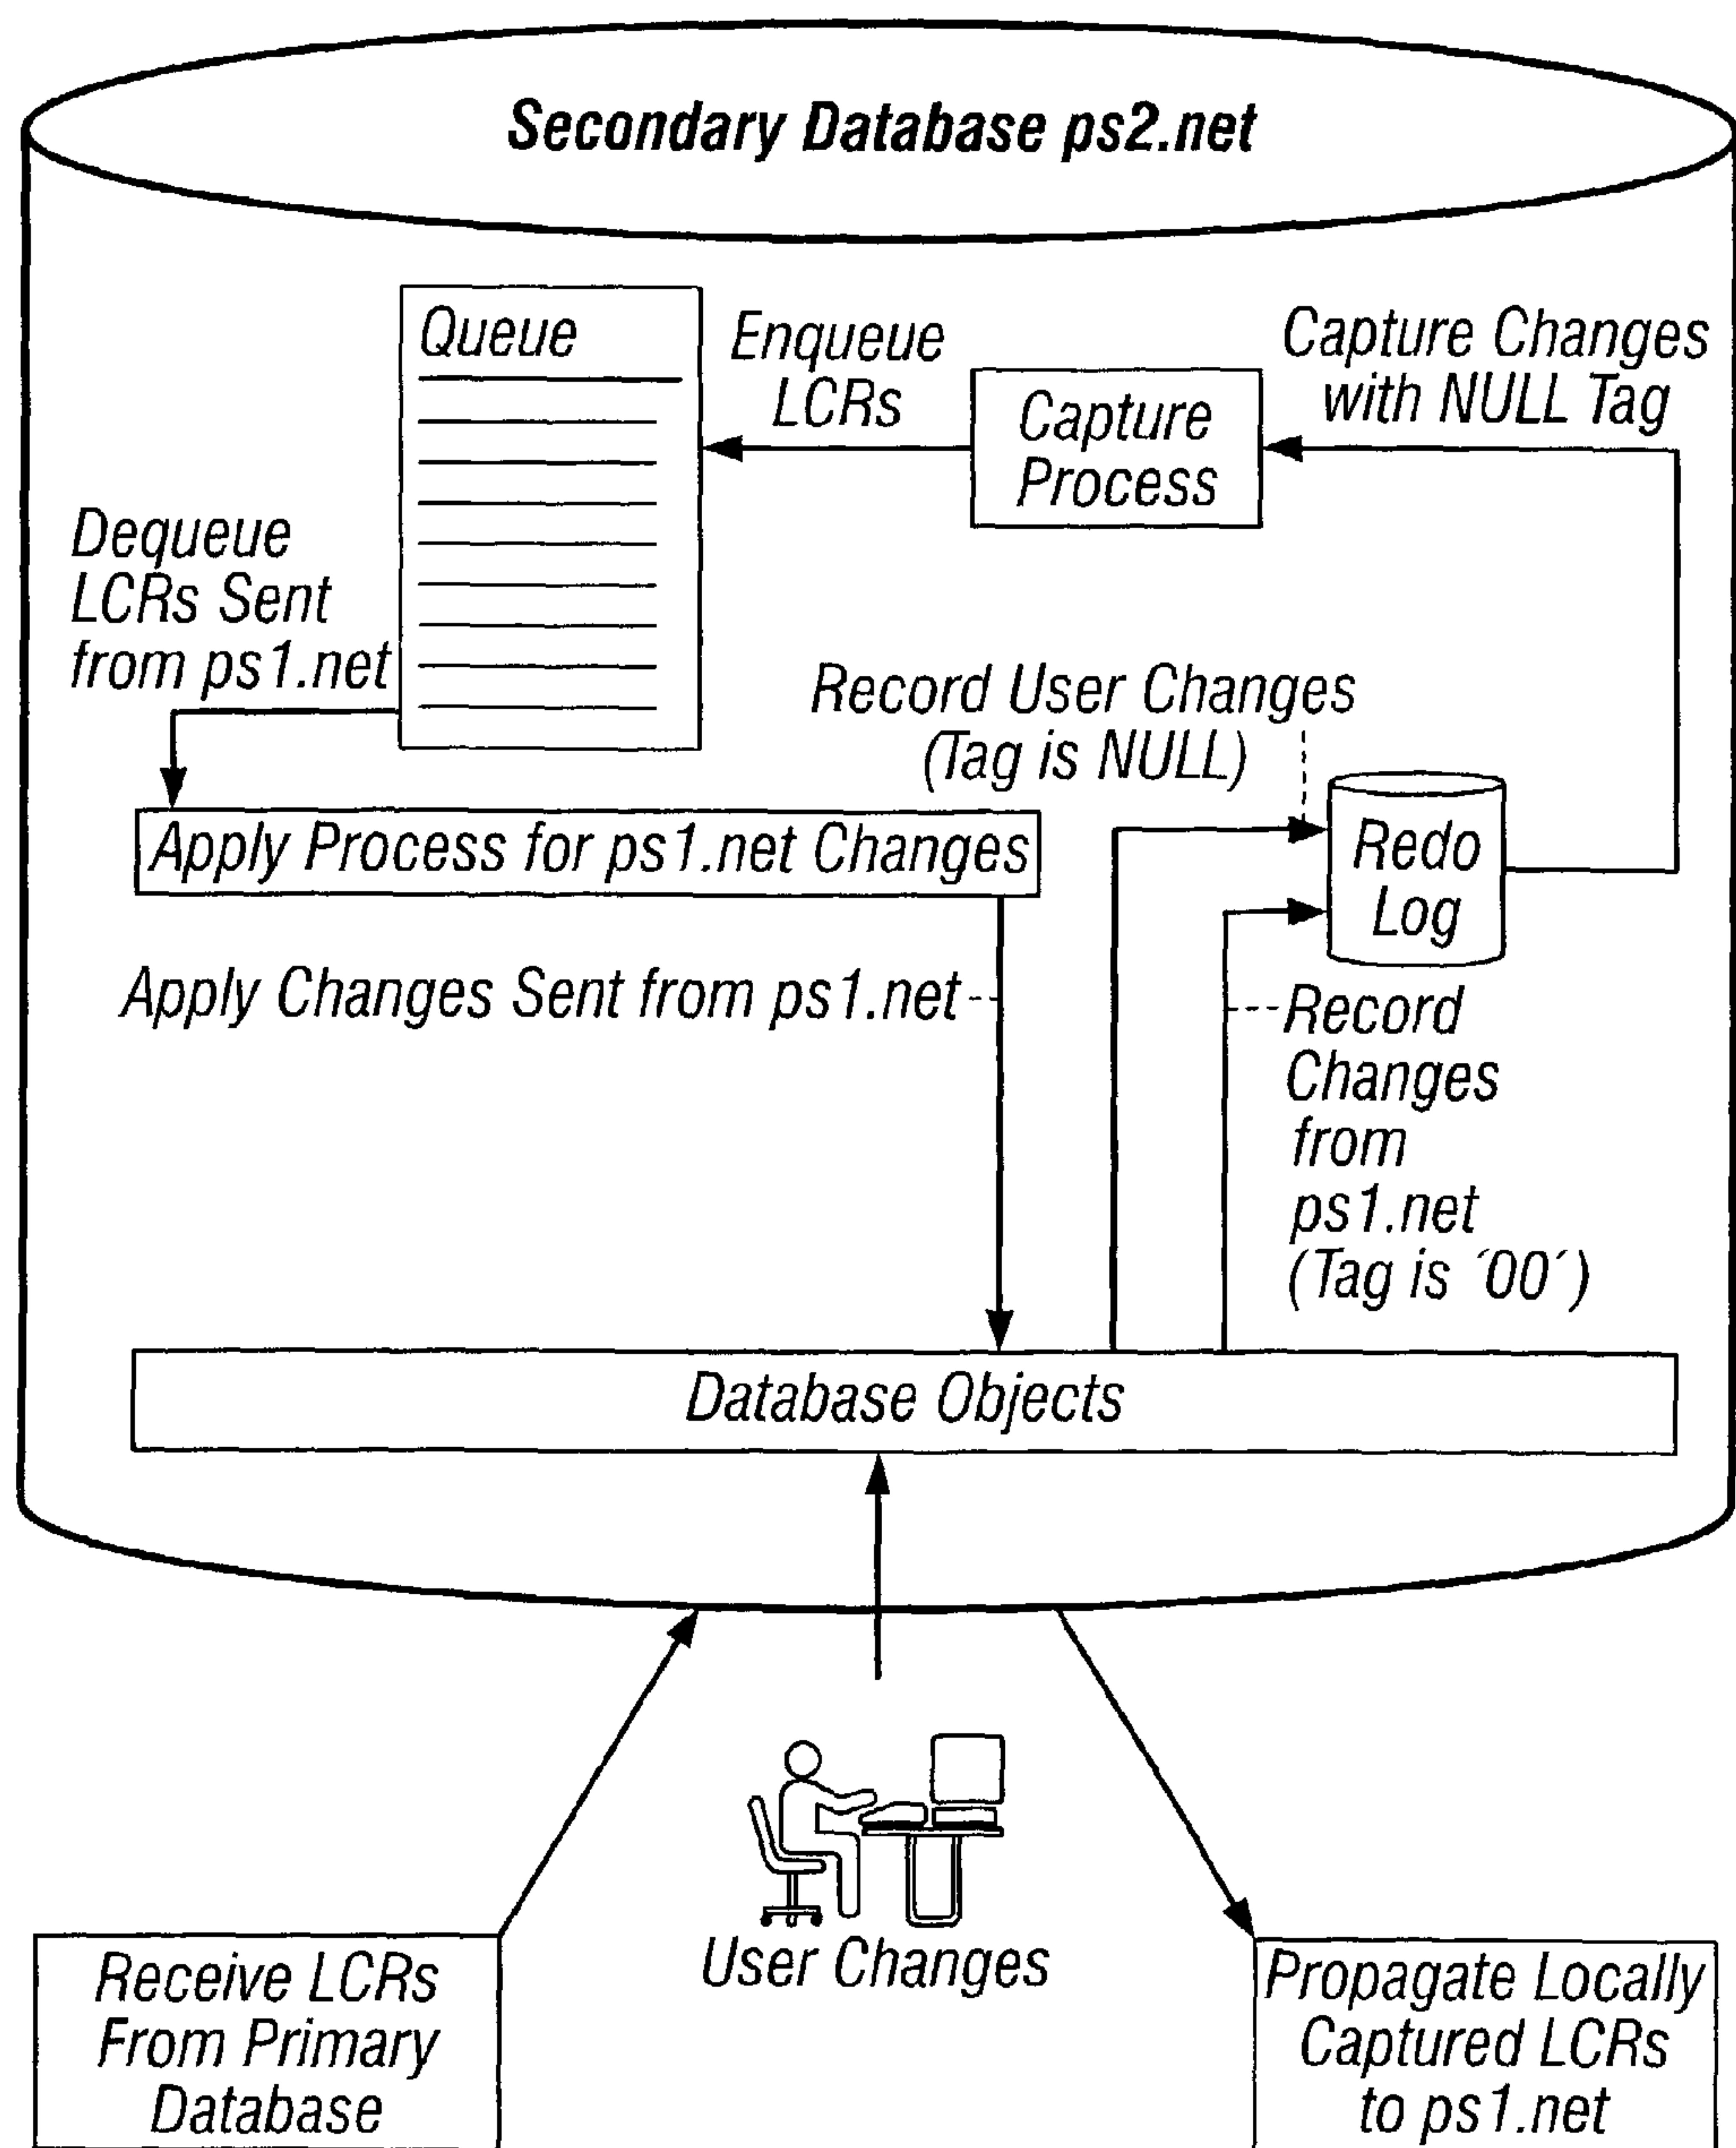 Secondary Database ps2.net
Queue
Enqueue
LCRs
Capture
Process
Capture Changes
with NULL Tag
Dequeue
LCRs Sent
from ps1.net
Record User Changes
(Tag is NULL)
Apply Process for ps1.net Changes
Redo
Log
Apply Changes Sent from ps1.net
Record
Changes
from
ps1.net
(Tag is ´00´)
Database Objects
User Changes
Receive LCRs
From Primary
Database
Propagate Locally
Captured LCRs
to ps1.net